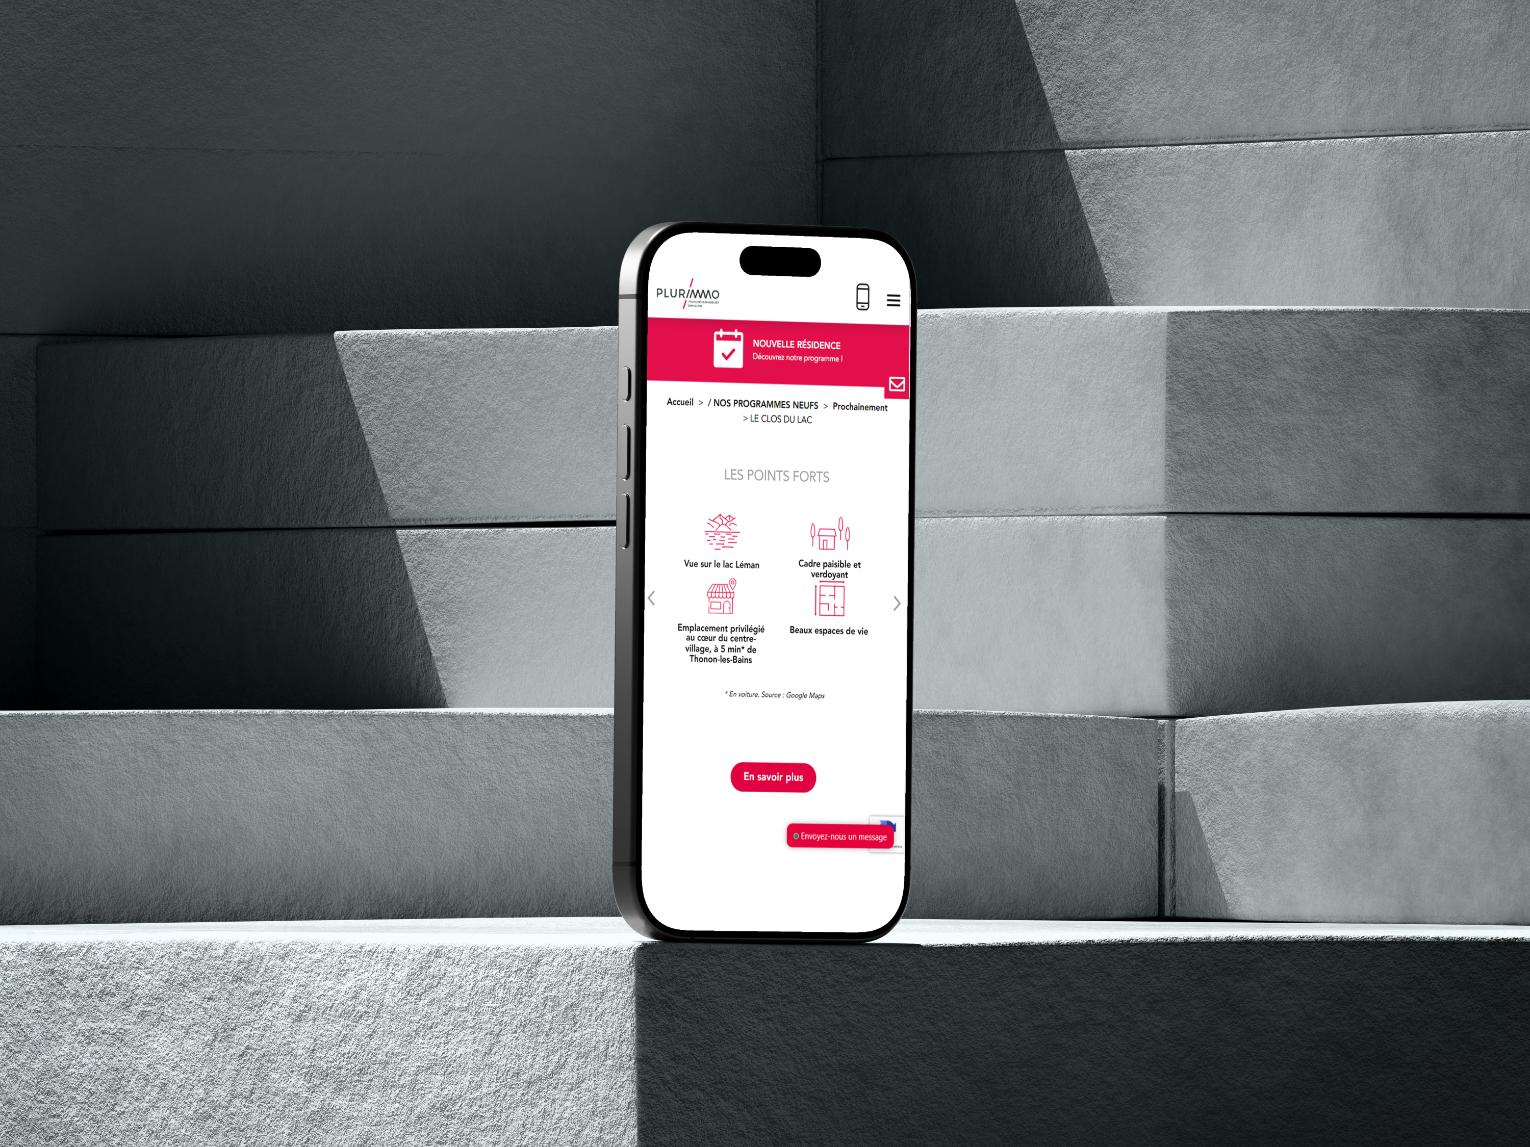 PLURIMMO
NOUVELLE RÉSIDENCE
Découvrez notre programme !
Accueil > / NOS PROGRAMMES NEUFS > Prochainement
> LE CLOS DU LAC
LES POINTS FORTS
Vue sur le lac Léman
Cadre paisible et
verdoyant
Emplacement privilégié
au cœur du centre-
village, à 5 min* de
Thonon-les-Bains
Beaux espaces de vie
* En voiture. Source : Google Maps
En savoir plus
Envoyez-nous un message